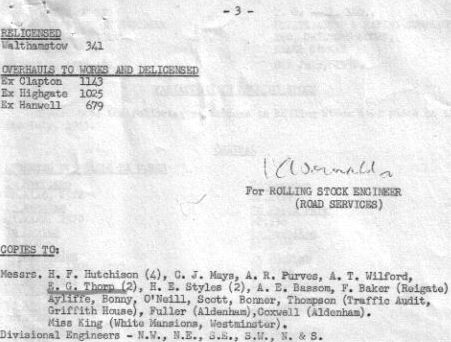 - 3 -
RELICENSED
Walthamstow 341
OVERHAULS TO WORKS AND DELICENSED
Ex Clapton 1143
Ex Highgate 1025
Ex Hanwell 679
For ROLLING STOCK ENGINEER
(ROAD SERVICES)
COPIES TO:
Messrs. H. F. Hutchison (4), C. J. Mays, A. R. Purves, A. T. Wilford,
E. G. Thorp (2), H. E. Styles (2), A. E. Bassom, F. Baker (Reigate)
Ayliffe, Bonny, O'Neill, Scott, Bonner, Thompson (Traffic Audit,
Griffith House), Fuller (Aldenham),Coxwell (Aldenham).
Miss King (White Mansions, Westminster).
Divisional Engineers - N.W., N.E., S.E., S.W., N. & S.